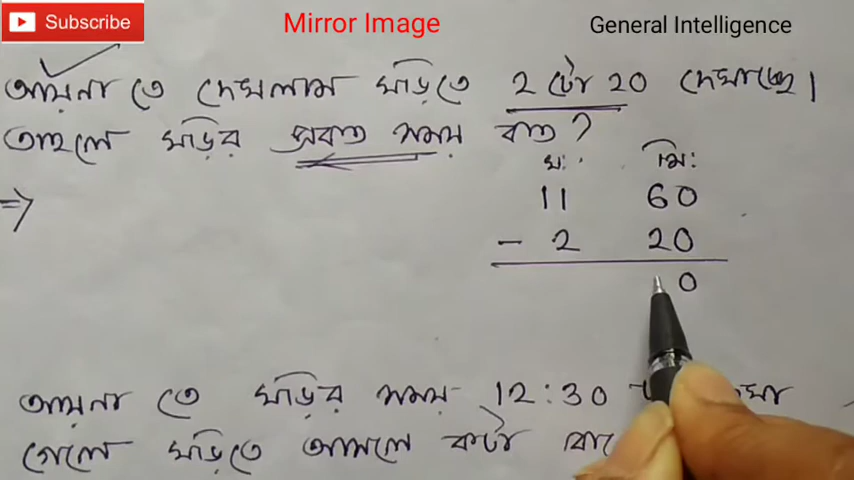 Subscribe
Mirror Image
General Intelligence
আয়না তে দেখলাম ঘড়িতে 2 টো 20 দেখাচ্ছে।
তাহলে ঘড়ির প্রকৃত সময় কত?
ঘঃ মিঃ
11 60
- 2 20
0
⇒
আয়না তে ঘড়ির সময় 12:30
গেলে ঘড়িতে আসলে কটা